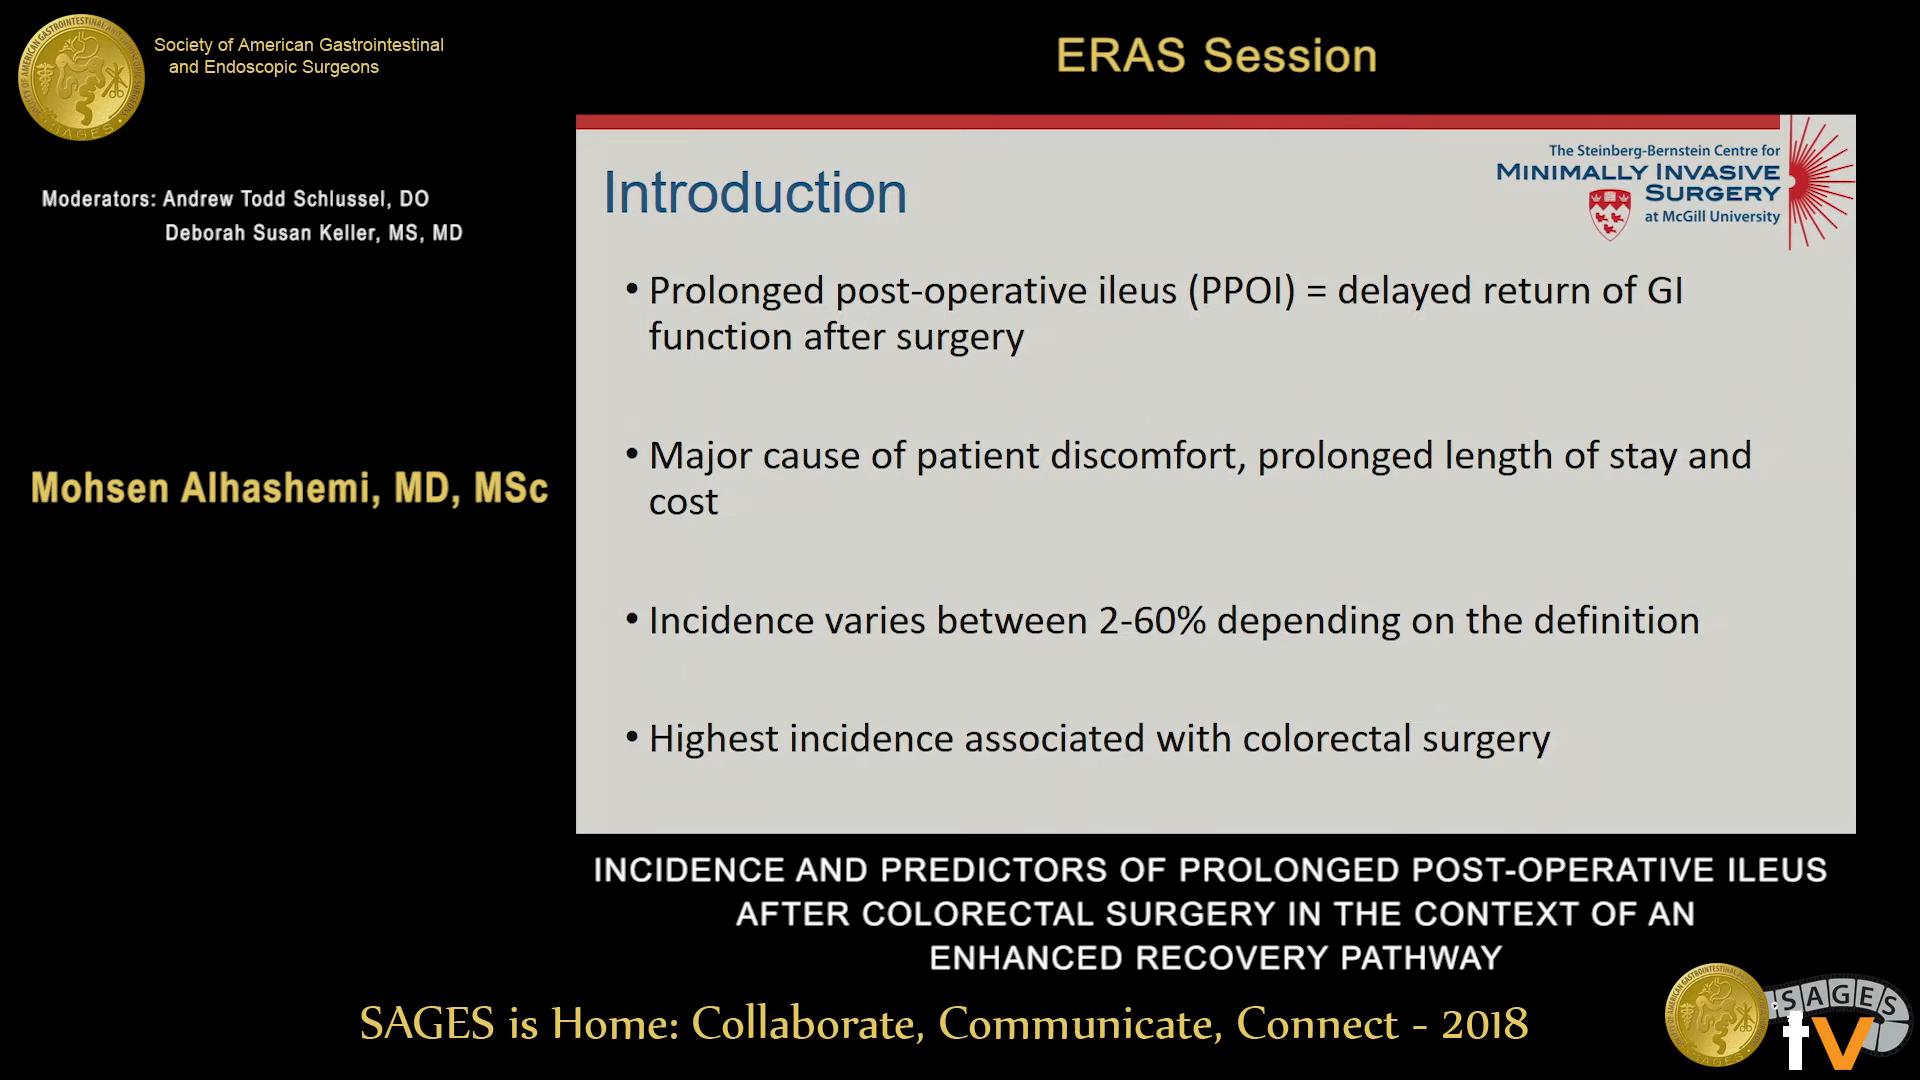 Society of American Gastrointestinal
and Endoscopic Surgeons
SAGES
ERAS Session
Moderators: Andrew Todd Schlussel, DO
Deborah Susan Keller, MS, MD
Mohsen Alhashemi, MD, MSc
The Steinberg-Bernstein Centre for
MINIMALLY INVASIVE
SURGERY
at McGill University
Introduction
• Prolonged post-operative ileus (PPOI) = delayed return of GI
function after surgery
• Major cause of patient discomfort, prolonged length of stay and
cost
• Incidence varies between 2-60% depending on the definition
• Highest incidence associated with colorectal surgery
INCIDENCE AND PREDICTORS OF PROLONGED POST-OPERATIVE ILEUS
AFTER COLORECTAL SURGERY IN THE CONTEXT OF AN
ENHANCED RECOVERY PATHWAY
SAGES is Home: Collaborate, Communicate, Connect - 2018
SAGES
tv